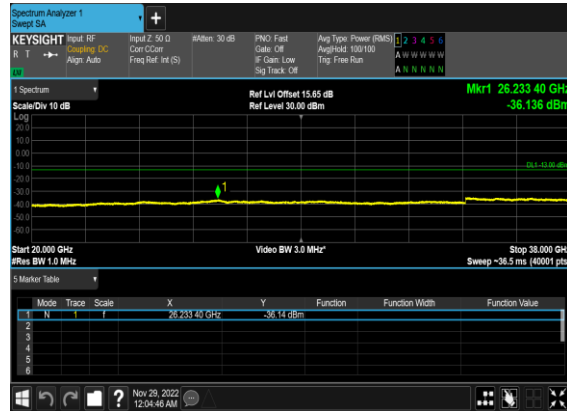 Spectrum Analyzer 1
Swept SA
+
KEYSIGHT Input: RF Input Z: 50 Ω #Atten: 30 dB PNO: Fast Avg Type: Power (RMS) 1 2 3 4 5 6
R T Coupling: DC Corr CCorr Gate: Off Avg|Hold: 100/100 A W W W W W
Align: Auto Freq Ref: Int (S) IF Gain: Low Trig: Free Run
LW Sig Track: Off A N N N N N
1 Spectrum Ref Lvl Offset 15.65 dB Mkr1 26.233 40 GHz
Scale/Div 10 dB Ref Level 30.00 dBm -36.136 dBm
Log
20.0
10.0
0.00
-10.0
DL1 -13.00 dBm
-20.0
-30.0
1
-40.0
-50.0
-60.0
Start 20.000 GHz Video BW 3.0 MHz* Stop 38.000 GHz
#Res BW 1.0 MHz Sweep ~36.5 ms (40001 pts)
5 Marker Table
Mode Trace Scale X Y Function Function Width Function Value
1 N 1 f 26.233 40 GHz -36.14 dBm
2
3
4
5
6
? Nov 29, 2022
12:04:46 AM